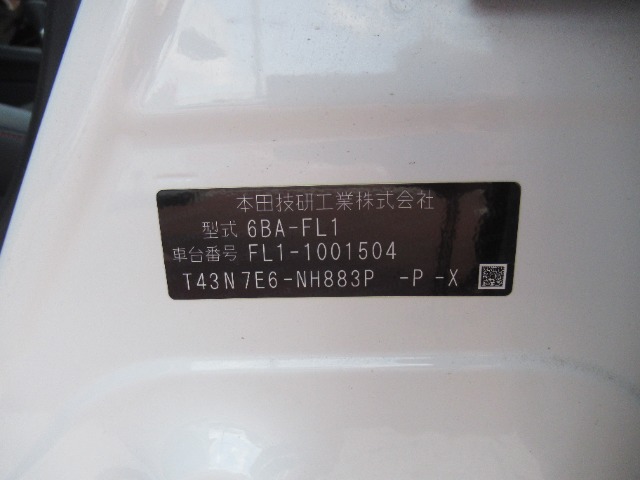 本田技研工業株式会社
型式 6BA-FL1
車台番号 FL1-1001504
T43N7E6-NH883P -P-X